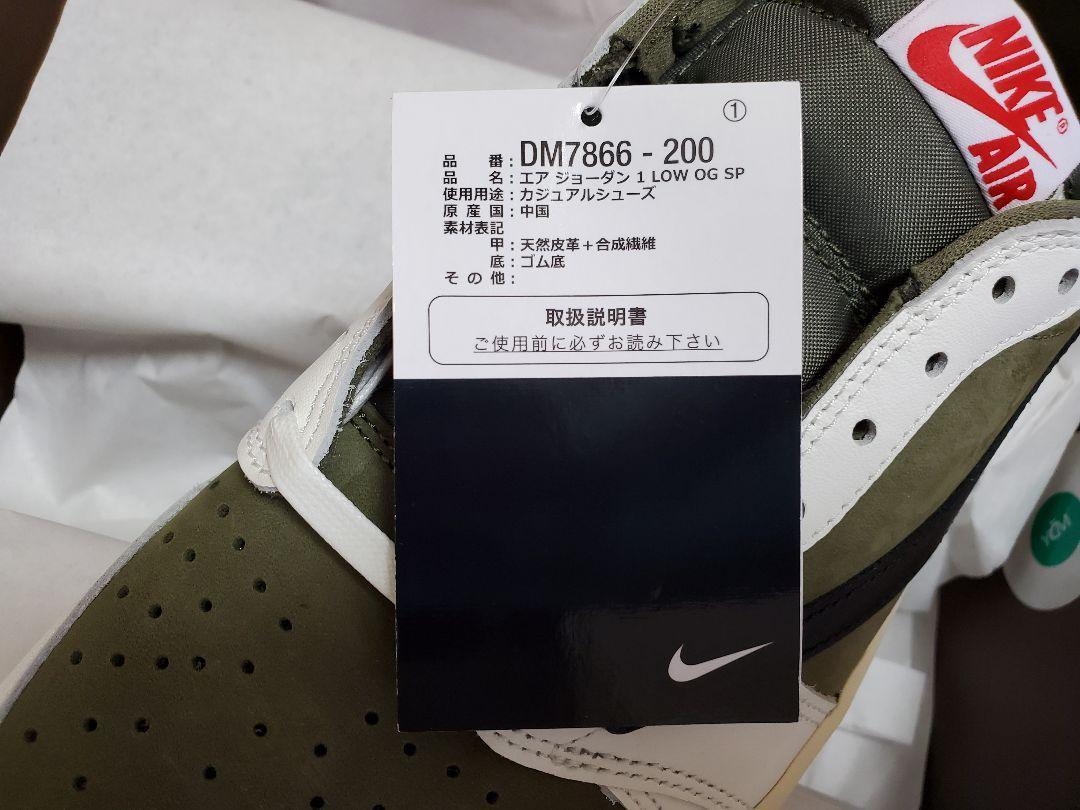 ①
品 番：DM7866 - 200
品 名：エア ジョーダン 1 LOW OG SP
使用用途：カジュアルシューズ
原 産 国：中国
素材表記
甲：天然皮革＋合成繊維
底：ゴム底
そ の 他：
取扱説明書
ご使用前に必ずお読み下さい
NIKE®
AIR